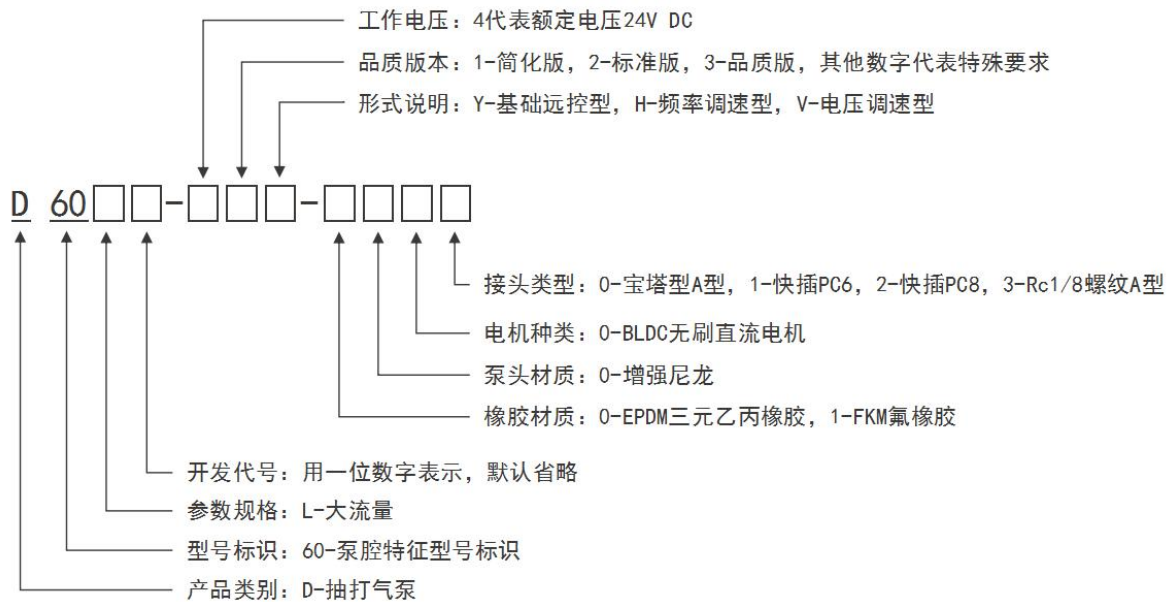 工作电压：4代表额定电压24V DC
品质版本：1-简化版，2-标准版，3-品质版，其他数字代表特殊要求
形式说明：Y-基础远控型，H-频率调速型，V-电压调速型
D 60□□-□□□-□□□□
接头类型：0-宝塔型A型，1-快插PC6，2-快插PC8，3-Rc1/8螺纹A型
电机种类：0-BLDC无刷直流电机
泵头材质：0-增强尼龙
橡胶材质：0-EPDM三元乙丙橡胶，1-FKM氟橡胶
开发代号：用一位数字表示，默认省略
参数规格：L-大流量
型号标识：60-泵腔特征型号标识
产品类别：D-抽打气泵